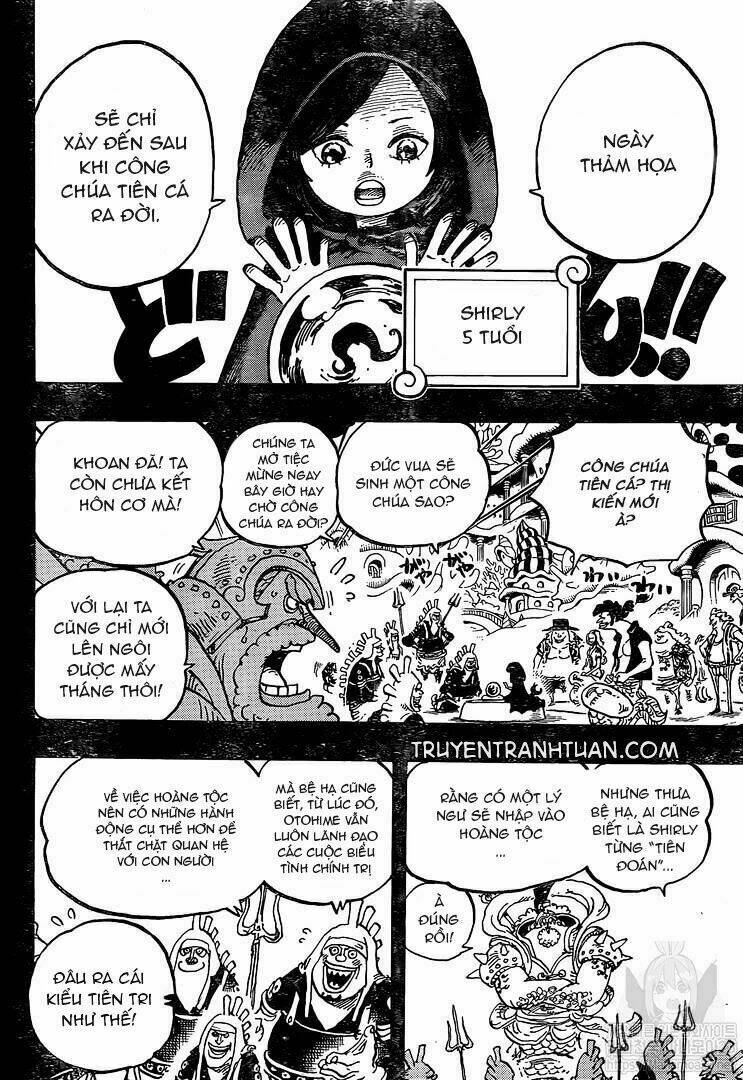 NGÀY
THẢM HỌA
SẼ CHỈ
XẢY ĐẾN SAU
KHI CÔNG
CHÚA TIÊN CÁ
RA ĐỜI.
SHIRLY
5 TUỔI
CÔNG CHÚA
TIÊN CÁ? THỊ
KIẾN MỚI
À?
ĐỨC VUA SẼ
SINH MỘT CÔNG
CHÚA SAO?
CHÚNG TA
MỞ TIỆC
MỪNG NGAY
BÂY GIỜ HAY
CHỜ CÔNG
CHÚA RA ĐỜI?
KHOAN ĐÃ! TA
CÒN CHƯA KẾT
HÔN CƠ MÀ!
VỚI LẠI TA
CŨNG CHỈ MỚI
LÊN NGÔI
ĐƯỢC MẤY
THÁNG THÔI!
TRUYENTRANHTUAN.COM
NHƯNG THƯA
BỆ HẠ, AI CŨNG
BIẾT LÀ SHIRLY
TỪNG "TIÊN
ĐOÁN"...
RẰNG CÓ MỘT LÝ
NGƯ SẼ NHẬP VÀO
HOÀNG TỘC
...
À
ĐÚNG
RỒI!
MÀ BỆ HẠ CŨNG
BIẾT, TỪ LÚC ĐÓ,
OTOHIME VẪN
LUÔN LÃNH ĐẠO
CÁC CUỘC BIỂU
TÌNH CHÍNH TRỊ
VỀ VIỆC HOÀNG TỘC
NÊN CÓ NHỮNG HÀNH
ĐỘNG CỤ THỂ HƠN ĐỂ
THẮT CHẶT QUAN HỆ
VỚI CON NGƯỜI
...
ĐÂU RA CÁI
KIỂU TIÊN TRI
NHƯ THẾ!